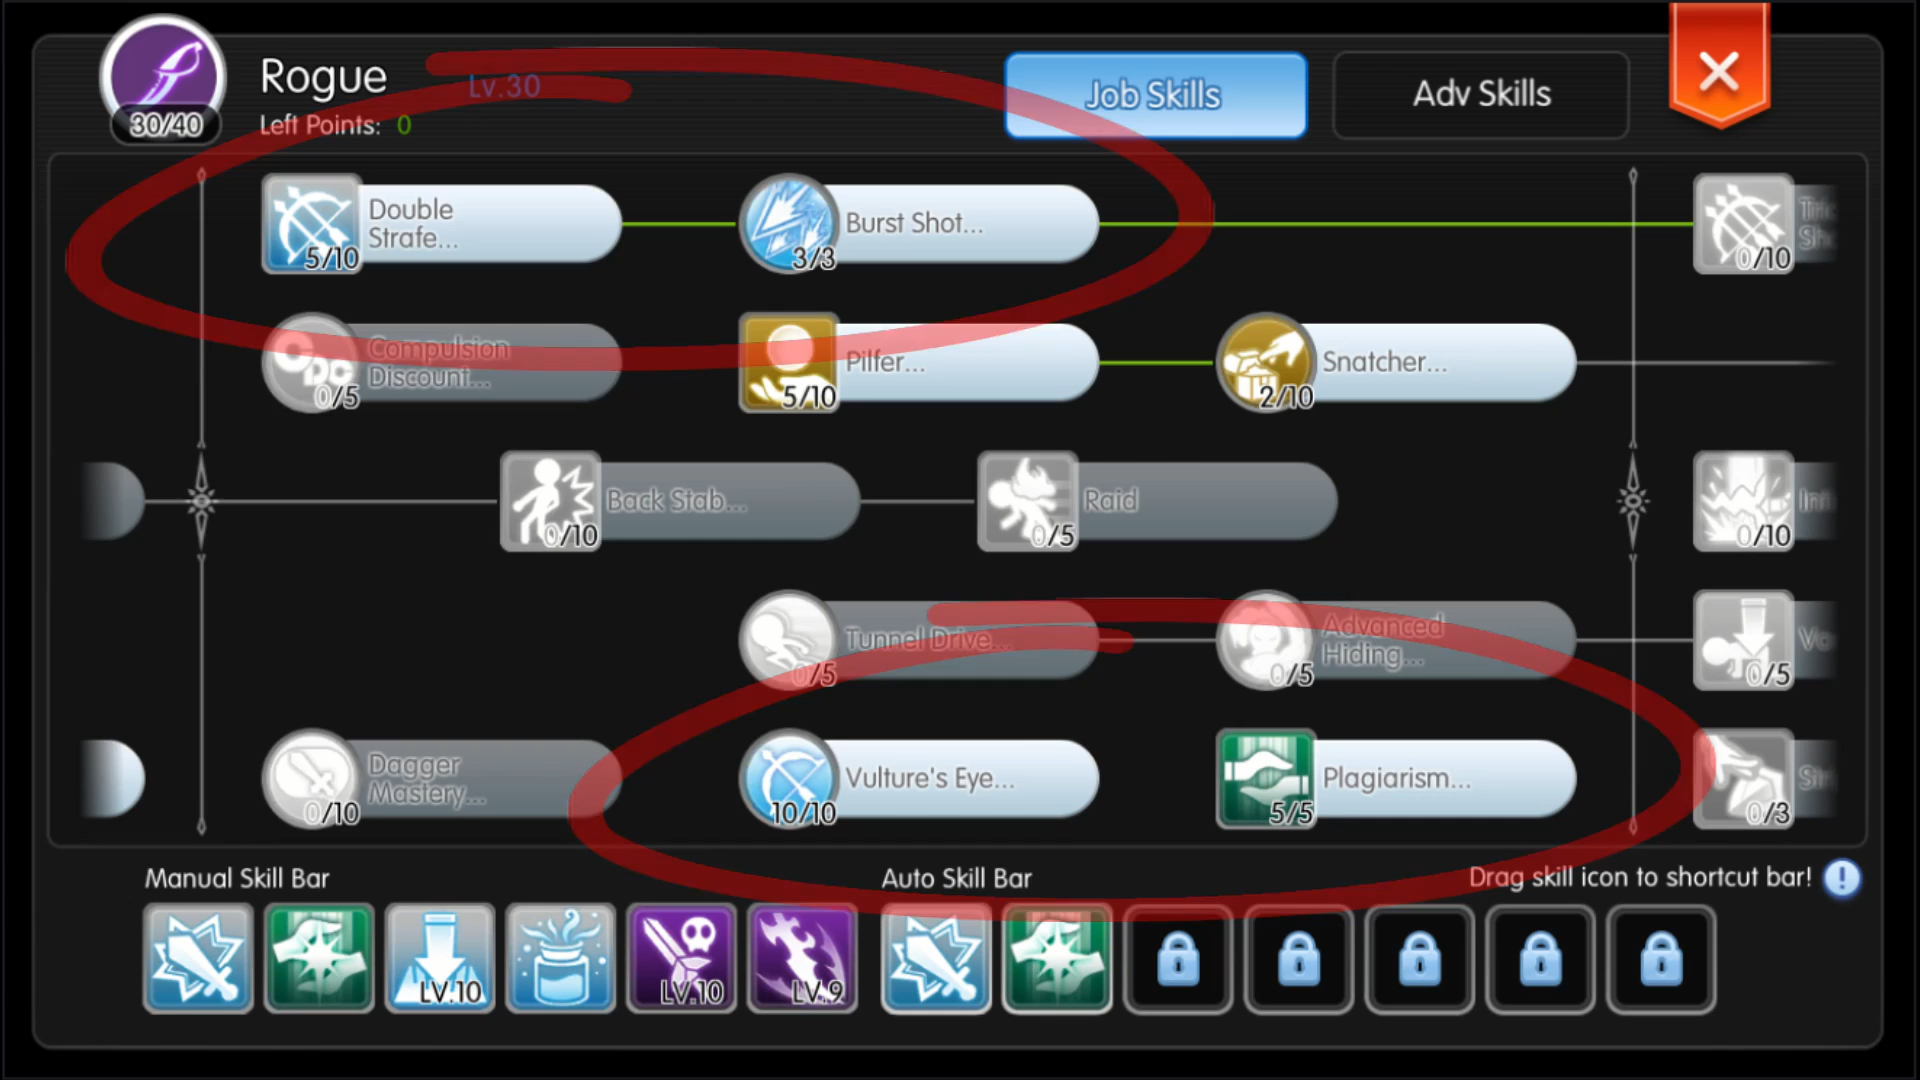 Rogue
Lv.30
30/40
Left Points: 0
Job Skills
Adv Skills
Double
Strafe...
5/10
Burst Shot...
3/3
0/10
Compulsion
Discount...
0/5
Pilfer...
5/10
Snatcher...
2/10
Back Stab...
0/10
Raid
0/5
0/10
Tunnel Drive...
0/5
Advanced
Hiding...
0/5
0/5
Dagger
Mastery...
0/10
Vulture's Eye...
10/10
Plagiarism...
5/5
0/3
Manual Skill Bar
Auto Skill Bar
Drag skill icon to shortcut bar!
LV.10
LV.10
LV.9